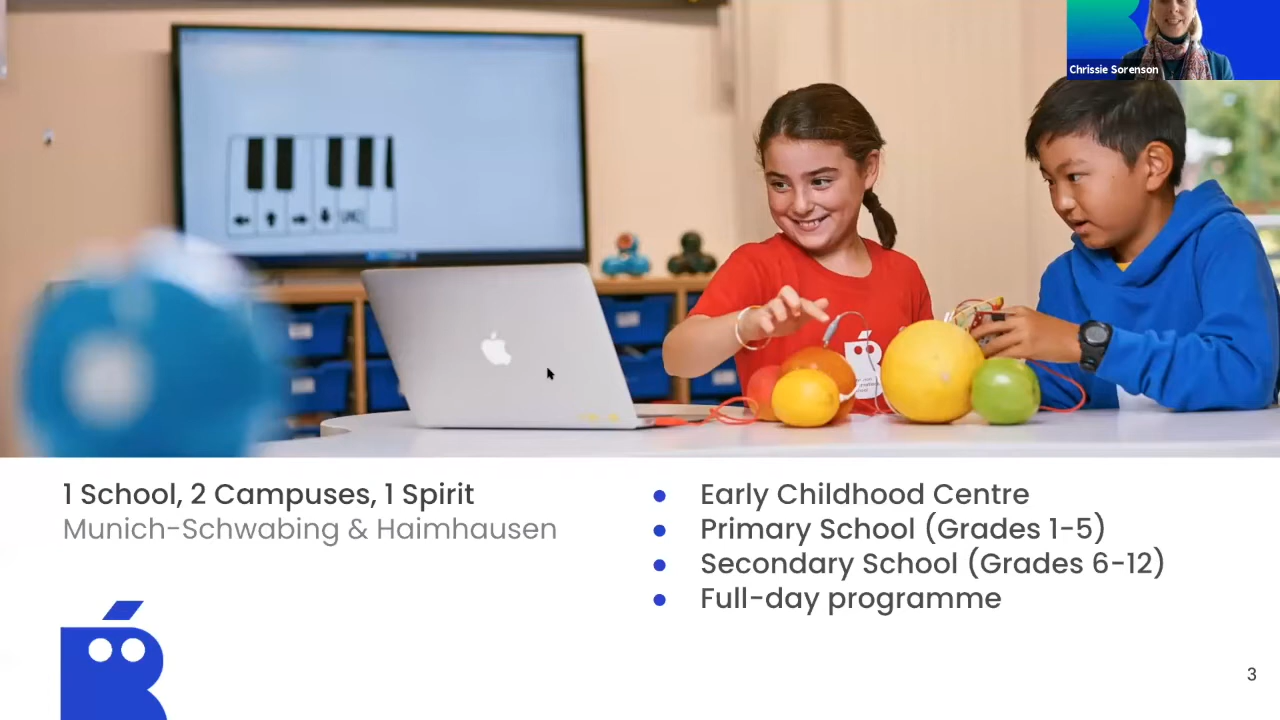 Chrissie Sorenson
1 School, 2 Campuses, 1 Spirit
Munich-Schwabing & Haimhausen
● Early Childhood Centre
● Primary School (Grades 1-5)
● Secondary School (Grades 6-12)
● Full-day programme
3